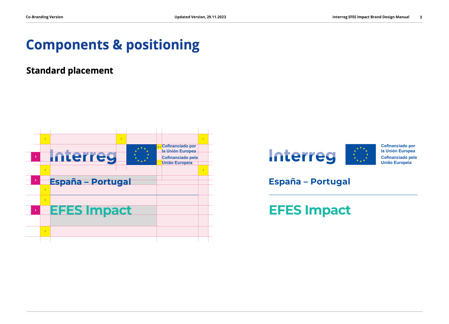 Co-Branding Version
Updated Version, 29.11.2023
Interreg EFES Impact Brand Design Manual
Components & positioning
Standard placement
Interreg
Cofinanciado por
la Unión Europea
Cofinanciado pela
União Europeia
España – Portugal
EFES Impact
Interreg
Cofinanciado por
la Unión Europea
Cofinanciado pela
União Europeia
España – Portugal
EFES Impact